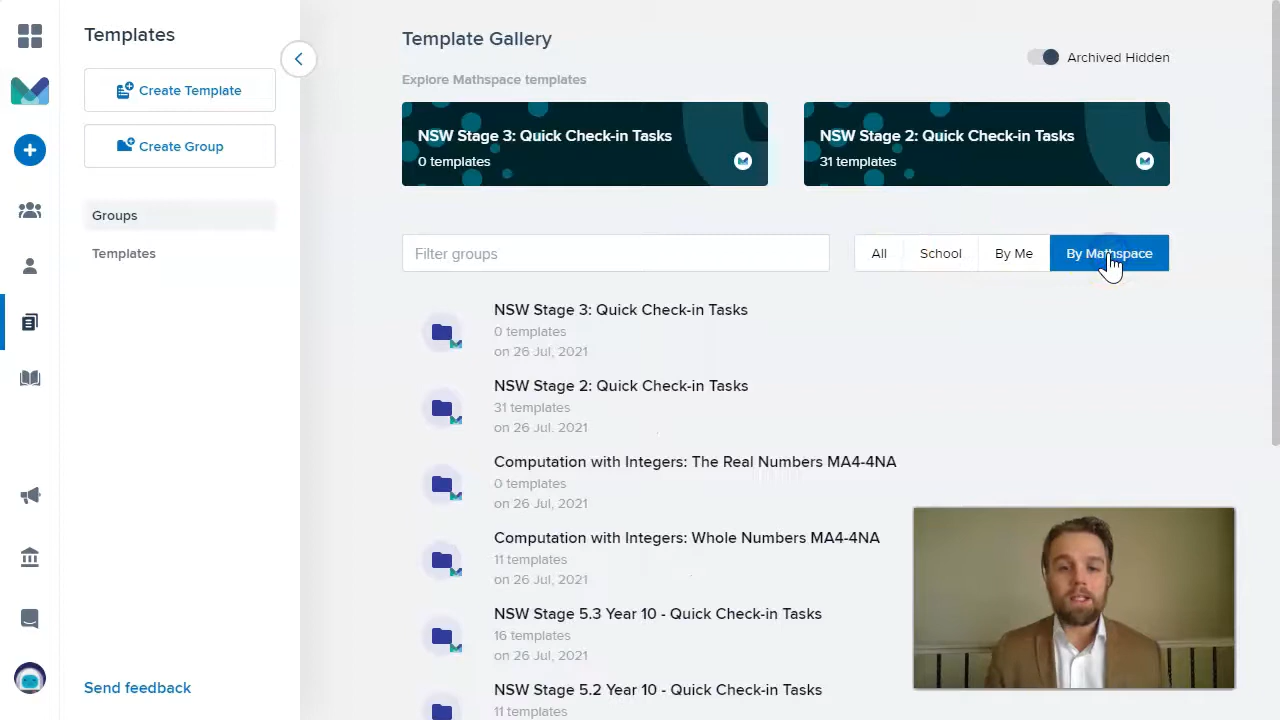 Templates
Create Template
Create Group
Groups
Templates
Send feedback
Template Gallery
Archived Hidden
Explore Mathspace templates
NSW Stage 3: Quick Check-in Tasks
0 templates
NSW Stage 2: Quick Check-in Tasks
31 templates
Filter groups
All
School
By Me
By Mathspace
NSW Stage 3: Quick Check-in Tasks
0 templates
on 26 Jul, 2021
NSW Stage 2: Quick Check-in Tasks
31 templates
on 26 Jul. 2021
Computation with Integers: The Real Numbers MA4-4NA
0 templates
on 26 Jul, 2021
Computation with Integers: Whole Numbers MA4-4NA
11 templates
on 26 Jul, 2021
NSW Stage 5.3 Year 10 - Quick Check-in Tasks
16 templates
on 26 Jul, 2021
NSW Stage 5.2 Year 10 - Quick Check-in Tasks
11 templates